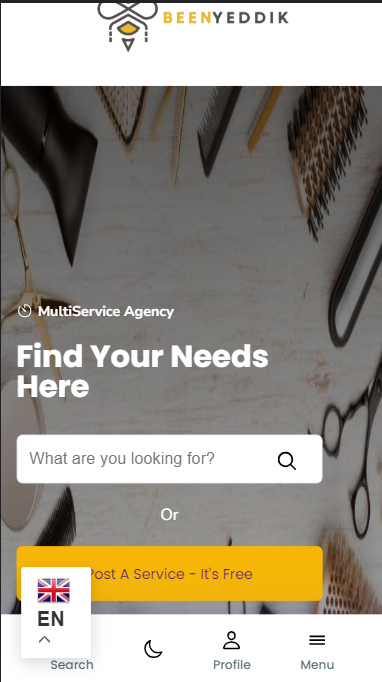 BEENYEDDIK
MultiService Agency
Find Your Needs
Here
What are you looking for?
Or
Post A Service - It's Free
EN
Search
Profile
Menu